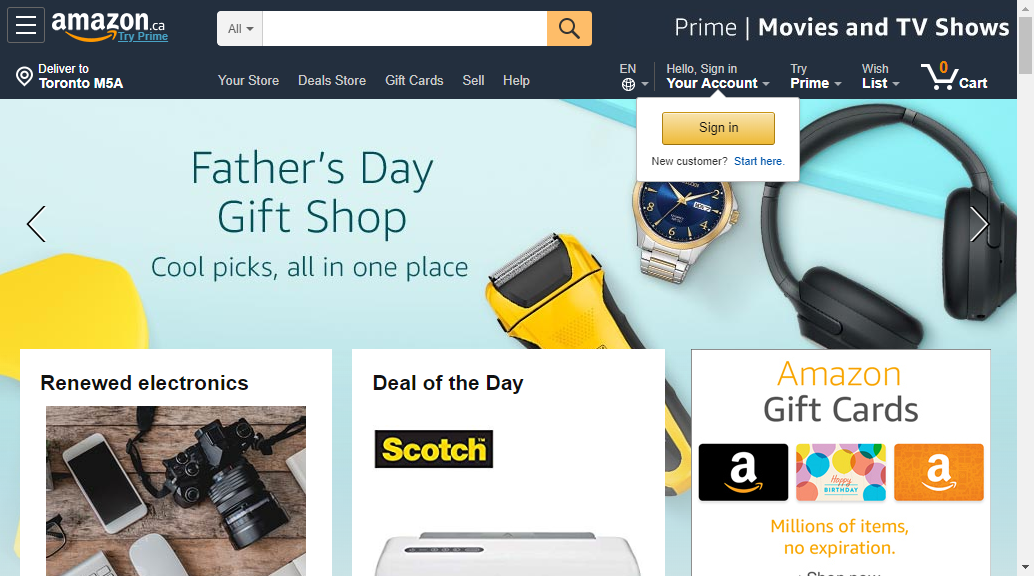 amazon.ca
Try Prime
All
Prime | Movies and TV Shows
Deliver to
Toronto M5A
Your Store
Deals Store
Gift Cards
Sell
Help
EN
Hello, Sign in
Your Account
Try
Prime
Wish
List
0
Cart
Sign in
New customer? Start here.
Father's Day
Gift Shop
Cool picks, all in one place
Renewed electronics
Deal of the Day
Scotch™
Amazon
Gift Cards
a
Happy
BIRTHDAY
a
Millions of items,
no expiration.
Shop now